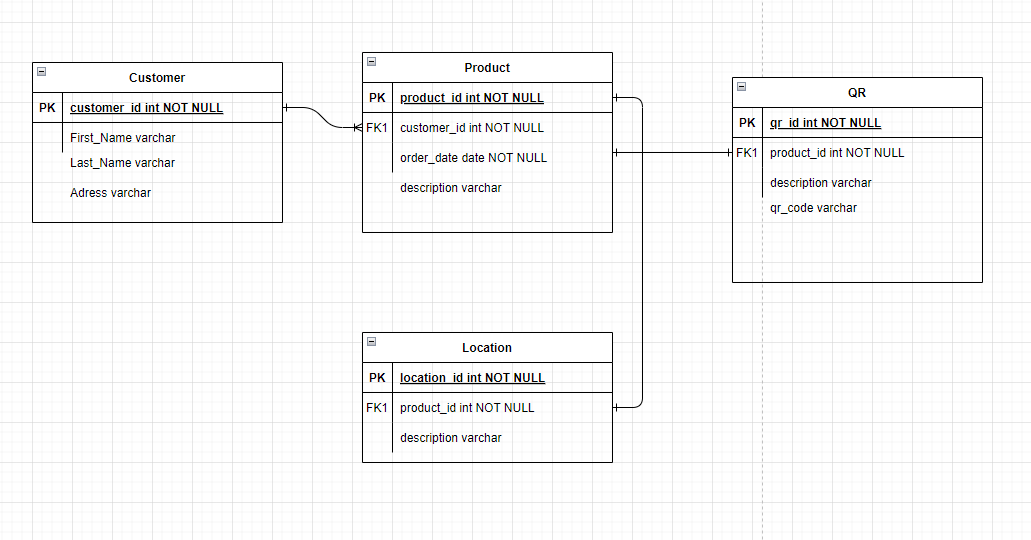 Customer
PK customer_id int NOT NULL
First_Name varchar
Last_Name varchar
Adress varchar
Product
PK product_id int NOT NULL
FK1 customer_id int NOT NULL
order_date date NOT NULL
description varchar
QR
PK qr_id int NOT NULL
FK1 product_id int NOT NULL
description varchar
qr_code varchar
Location
PK location_id int NOT NULL
FK1 product_id int NOT NULL
description varchar